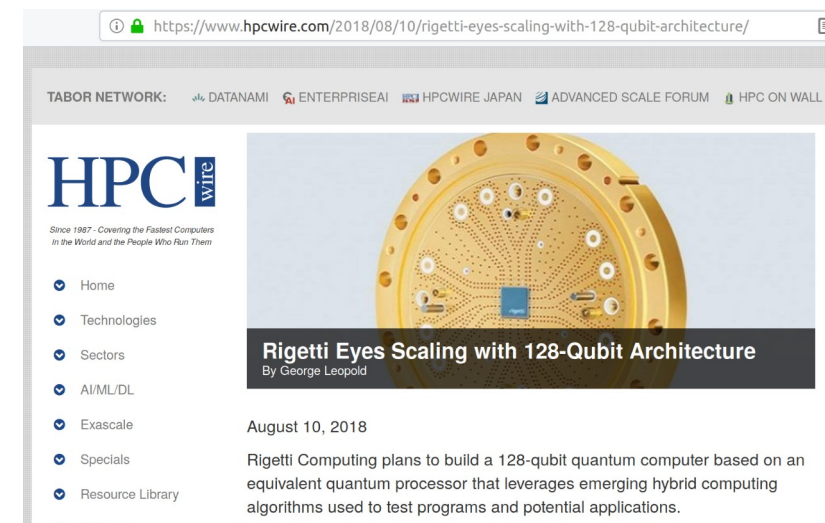 https://www.hpcwire.com/2018/08/10/rigetti-eyes-scaling-with-128-qubit-architecture/
TABOR NETWORK: DATANAMI ENTERPRISEAI HPCWIRE JAPAN ADVANCED SCALE FORUM HPC ON WALL
HPC wire
Since 1987 - Covering the Fastest Computers
in the World and the People Who Run Them
Home
Technologies
Sectors
AI/ML/DL
Exascale
Specials
Resource Library
rigetti
Rigetti Eyes Scaling with 128-Qubit Architecture
By George Leopold
August 10, 2018
Rigetti Computing plans to build a 128-qubit quantum computer based on an
equivalent quantum processor that leverages emerging hybrid computing
algorithms used to test programs and potential applications.